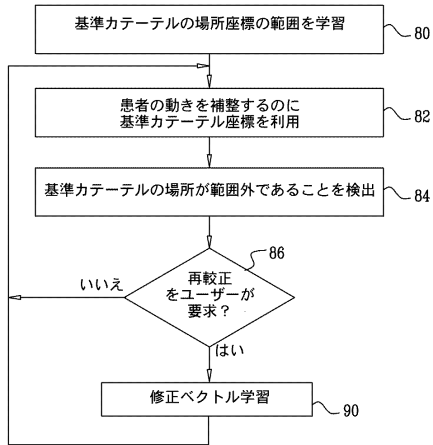 基準カテーテルの場所座標の範囲を学習
80
患者の動きを補整するのに
基準カテーテル座標を利用
82
基準カテーテルの場所が範囲外であることを検出
84
86
再較正
をユーザーが
要求？
いいえ
はい
修正ベクトル学習
90